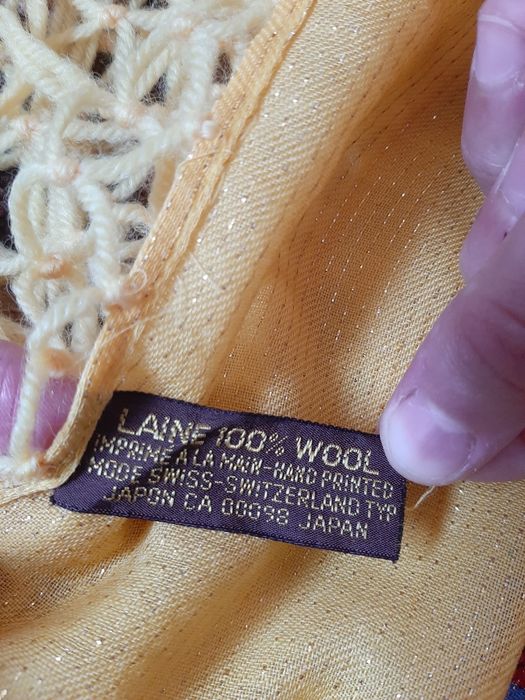 LAINE 100% WOOL
IMPRIME A LA MAIN-HAND PRINTED
MODE SWISS-SWITZERLAND TYP
JAPON CA 00098 JAPAN